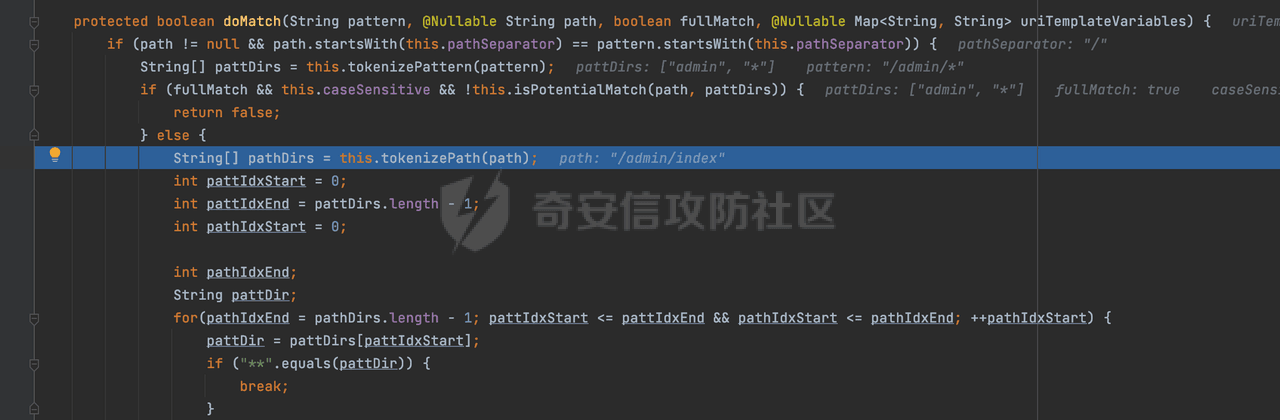 protected boolean doMatch(String pattern, @Nullable String path, boolean fullMatch, @Nullable Map<String, String> uriTemplateVariables) { uriTem
if (path != null && path.startsWith(this.pathSeparator) == pattern.startsWith(this.pathSeparator)) { pathSeparator: "/"
String[] pattDirs = this.tokenizePattern(pattern); pattDirs: ["admin", "*"] pattern: "/admin/*"
if (fullMatch && this.caseSensitive && !this.isPotentialMatch(path, pattDirs)) { pattDirs: ["admin", "*"] fullMatch: true caseSensi
return false;
} else {
String[] pathDirs = this.tokenizePath(path); path: "/admin/index"
int pattIdxStart = 0;
int pattIdxEnd = pattDirs.length - 1;
int pathIdxStart = 0;
奇安信攻防社区
int pathIdxEnd;
String pattDir;
for(pathIdxEnd = pathDirs.length - 1; pattIdxStart <= pattIdxEnd && pathIdxStart <= pathIdxEnd; ++pathIdxStart) {
pattDir = pattDirs[pattIdxStart];
if ("**".equals(pattDir)) {
break;
}